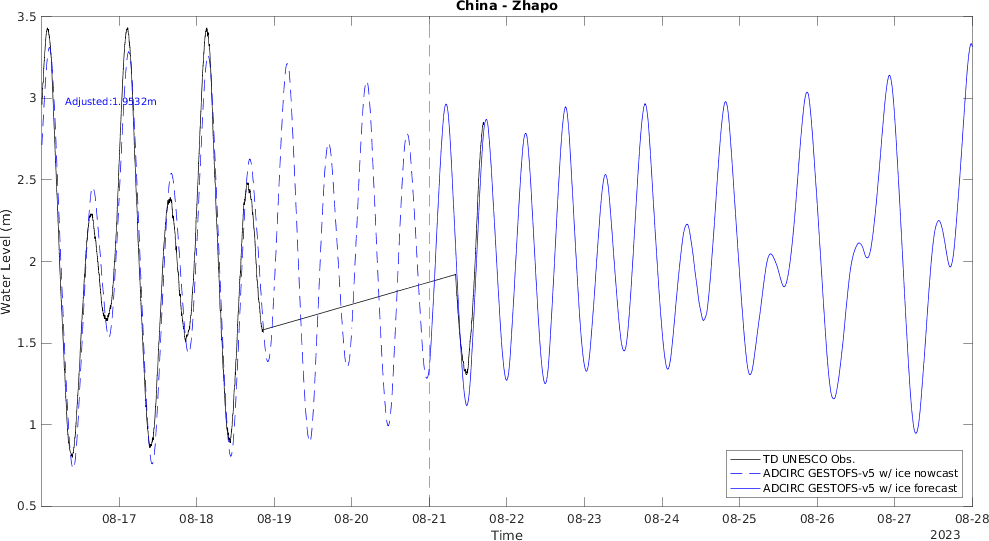 China - Zhapo
3.5
3
2.5
2
1.5
1
0.5
Water Level (m)
Adjusted:1.9532m
TD UNESCO Obs.
ADCIRC GESTOFS-v5 w/ ice nowcast
ADCIRC GESTOFS-v5 w/ ice forecast
08-17 08-18 08-19 08-20 08-21 08-22 08-23 08-24 08-25 08-26 08-27 08-28
Time
2023